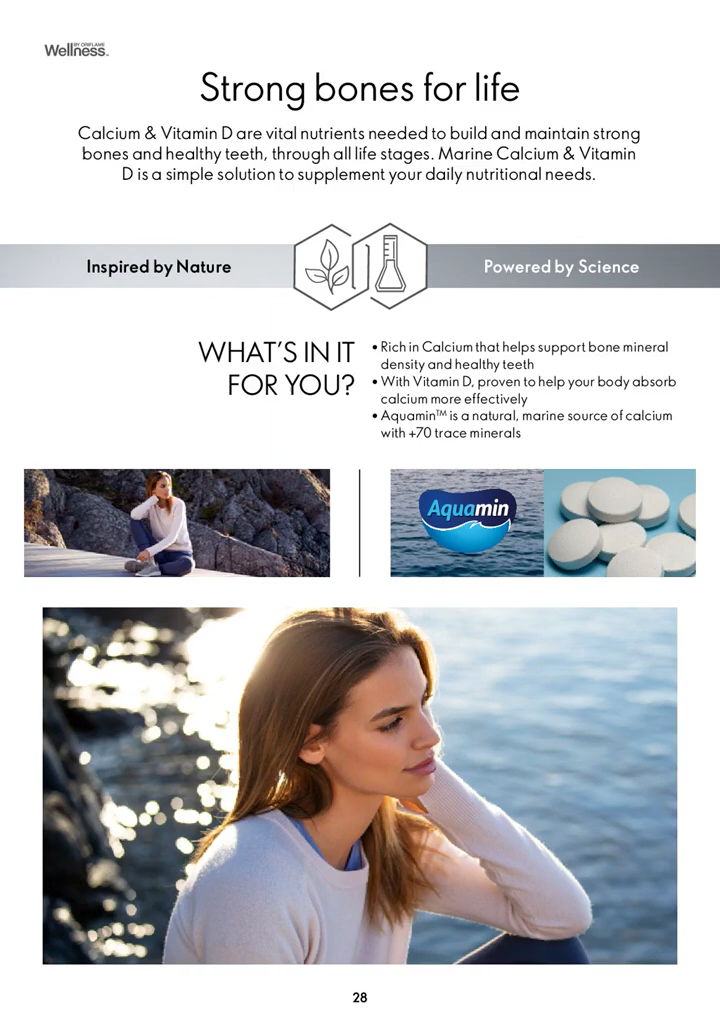 BY ORIFLAME
Wellness™
Strong bones for life
Calcium & Vitamin D are vital nutrients needed to build and maintain strong
bones and healthy teeth, through all life stages. Marine Calcium & Vitamin
D is a simple solution to supplement your daily nutritional needs.
Inspired by Nature
Powered by Science
WHAT'S IN IT
FOR YOU?
• Rich in Calcium that helps support bone mineral
density and healthy teeth
• With Vitamin D, proven to help your body absorb
calcium more effectively
• Aquamin™ is a natural, marine source of calcium
with +70 trace minerals
Aquamin
28